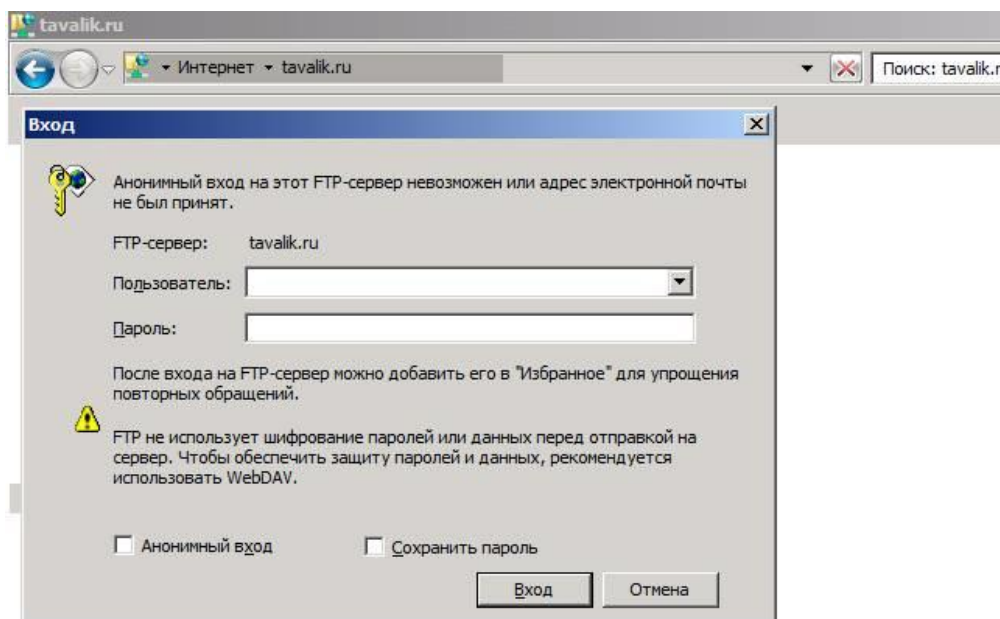 tavalik.ru
Интернет tavalik.ru
Поиск: tavalik.r
Вход
Анонимный вход на этот FTP-сервер невозможен или адрес электронной почты
не был принят.
FTP-сервер: tavalik.ru
Пользователь:
Пароль:
После входа на FTP-сервер можно добавить его в "Избранное" для упрощения
повторных обращений.
FTP не использует шифрование паролей или данных перед отправкой на
сервер. Чтобы обеспечить защиту паролей и данных, рекомендуется
использовать WebDAV.
Анонимный вход Сохранить пароль
Вход Отмена